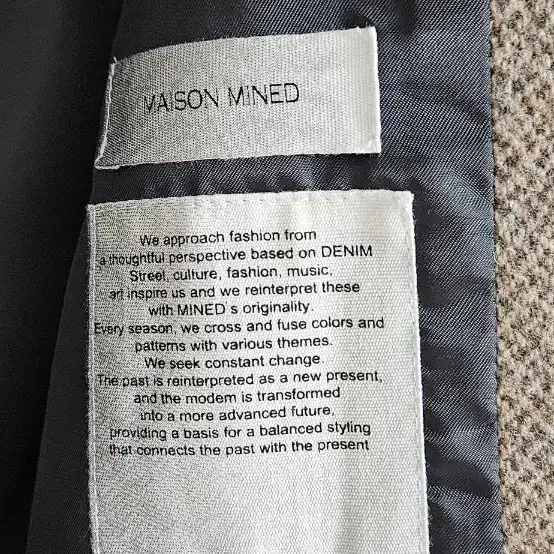 MAISON MINED
We approach fashion from
a thoughtful perspective based on DENIM
Street, culture, fashion, music,
art inspire us and we reinterpret these
with MINED's originality.
Every season, we cross and fuse colors and
patterns with various themes.
We seek constant change.
The past is reinterpreted as a new present,
and the modern is transformed
into a more advanced future,
providing a basis for a balanced styling
that connects the past with the present